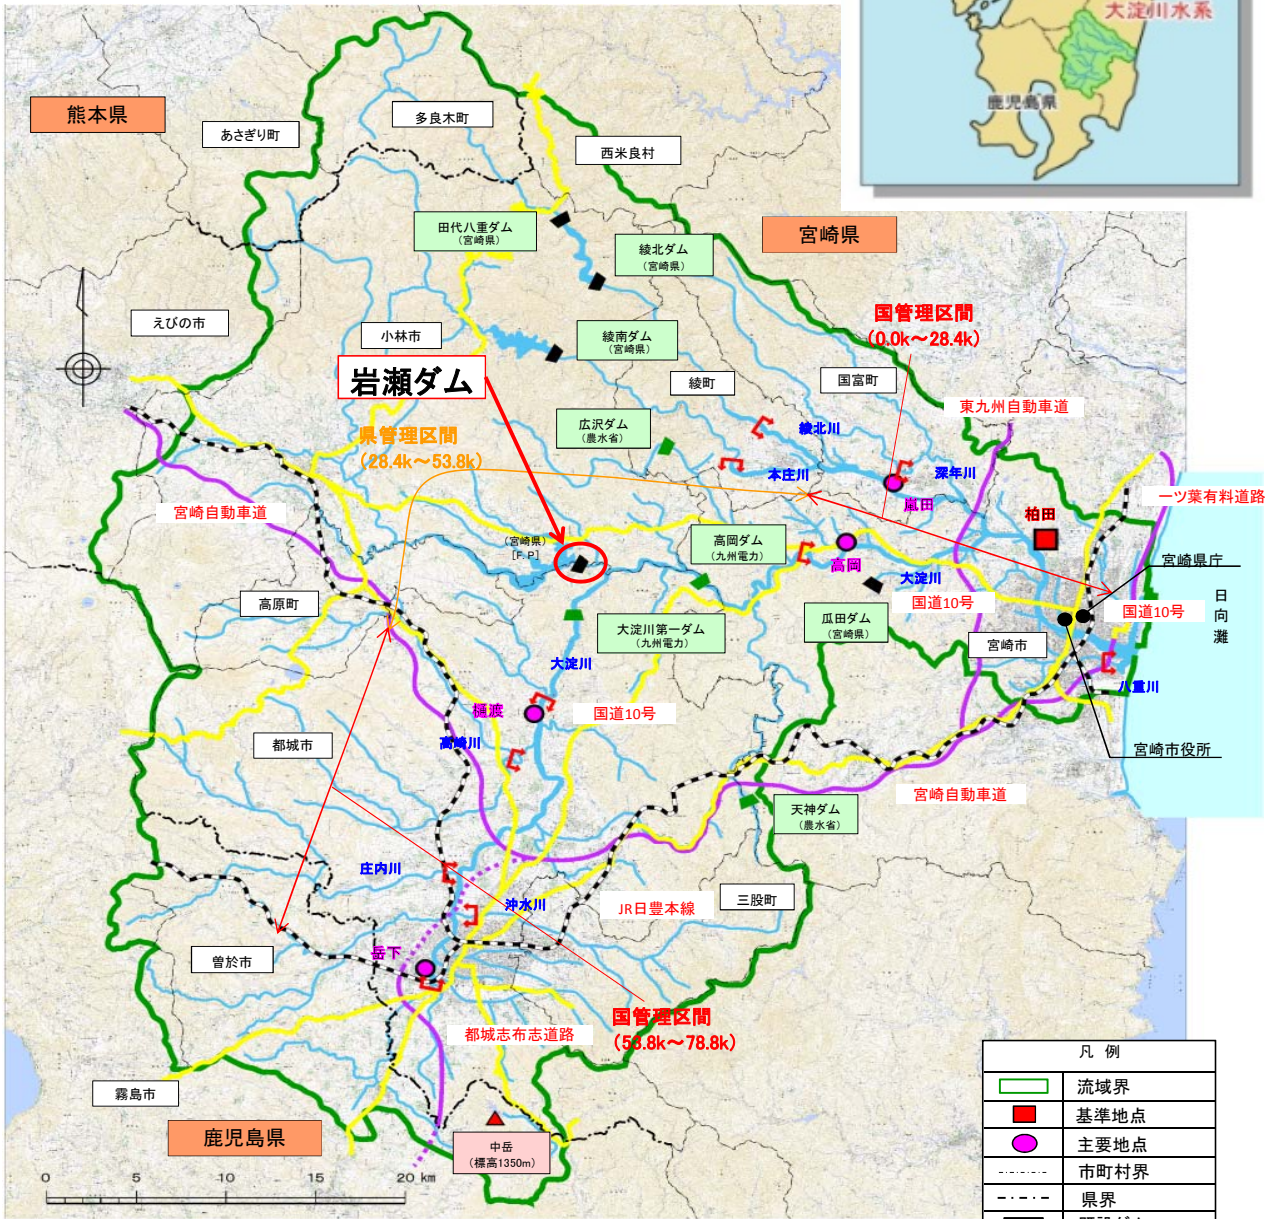 大淀川水系
鹿児島県
熊本県
あさぎり町
多良木町
西米良村
田代八重ダム
(宮崎県)
綾北ダム
(宮崎県)
宮崎県
えびの市
小林市
綾南ダム
(宮崎県)
国管理区間
(0.0k～28.4k)
岩瀬ダム
綾町
国富町
東九州自動車道
県管理区間
(28.4k～53.8k)
広沢ダム
(農水省)
綾北川
本庄川
深年川
嵐田
一ツ葉有料道路
宮崎自動車道
柏田
(宮崎県)
[F.P]
高岡ダム
(九州電力)
高岡
大淀川
宮崎県庁
高原町
国道10号
国道10号
日向灘
大淀川第一ダム
(九州電力)
瓜田ダム
(宮崎県)
宮崎市
大淀川
八重川
樋渡
国道10号
都城市
高崎川
宮崎市役所
宮崎自動車道
天神ダム
(農水省)
庄内川
沖水川
JR日豊本線
三股町
曽於市
岳下
国管理区間
(53.8k～78.8k)
都城志布志道路
霧島市
鹿児島県
中岳
(標高1350m)
0 5 10 15 20 km
凡 例
流域界
基準地点
主要地点
市町村界
県界